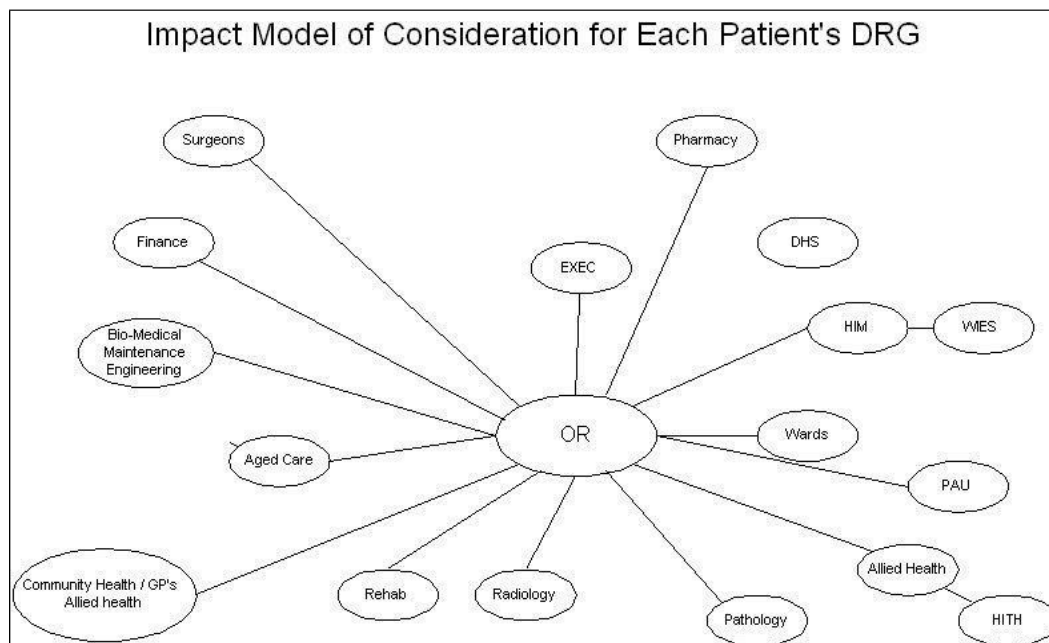 Impact Model of Consideration for Each Patient's DRG
Surgeons
Pharmacy
Finance
DHS
EXEC
Bio-Medical
Maintenance
Engineering
HIM
WIES
OR
Wards
Aged Care
PAU
Community Health / GP's
Allied health
Rehab
Radiology
Pathology
Allied Health
HITH